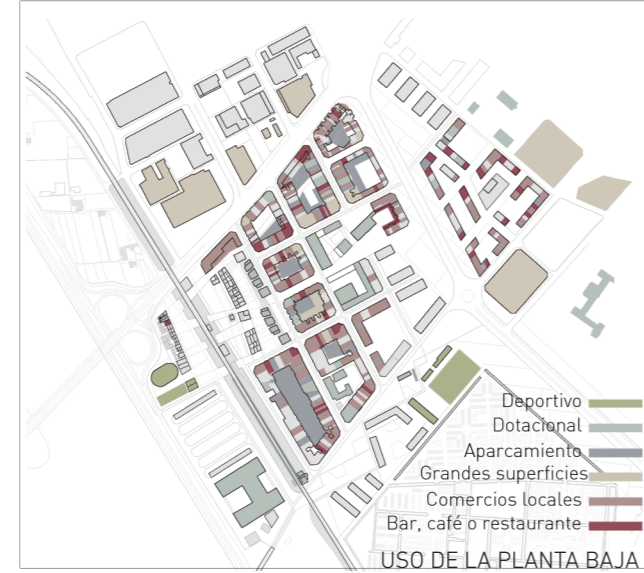 Deportivo
Dotacional
Aparcamiento
Grandes superficies
Comercios locales
Bar, café o restaurante
USO DE LA PLANTA BAJA